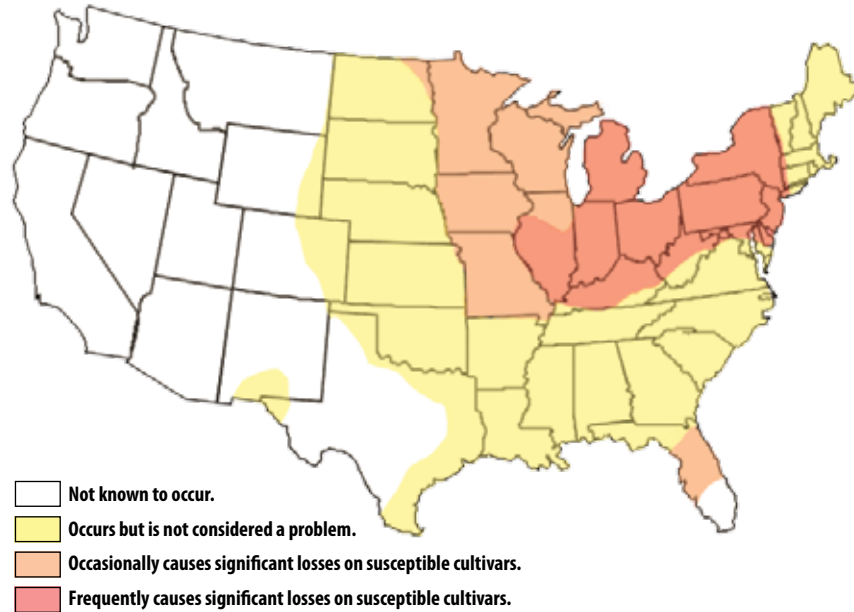 Not known to occur.
Occurs but is not considered a problem.
Occasionally causes significant losses on susceptible cultivars.
Frequently causes significant losses on susceptible cultivars.